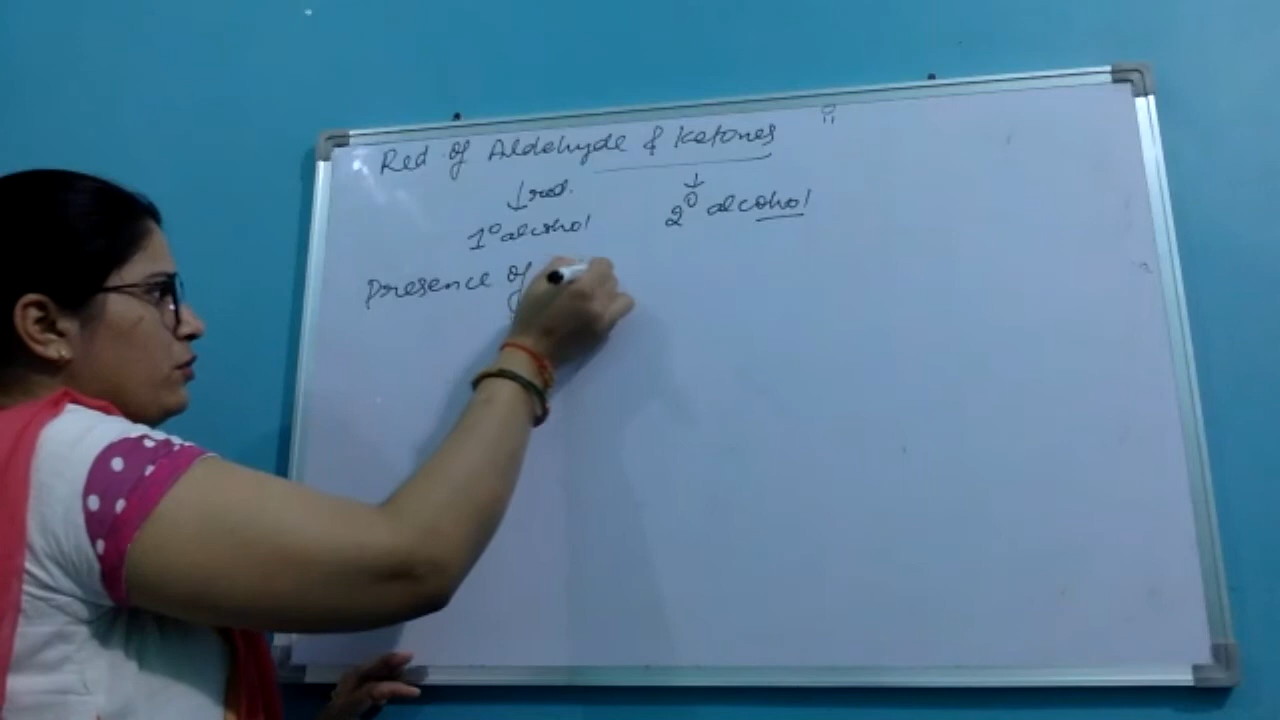 Red of Aldehyde & Ketones :-
↓ red. ↓
1° alcohol 2° alcohol
Presence of